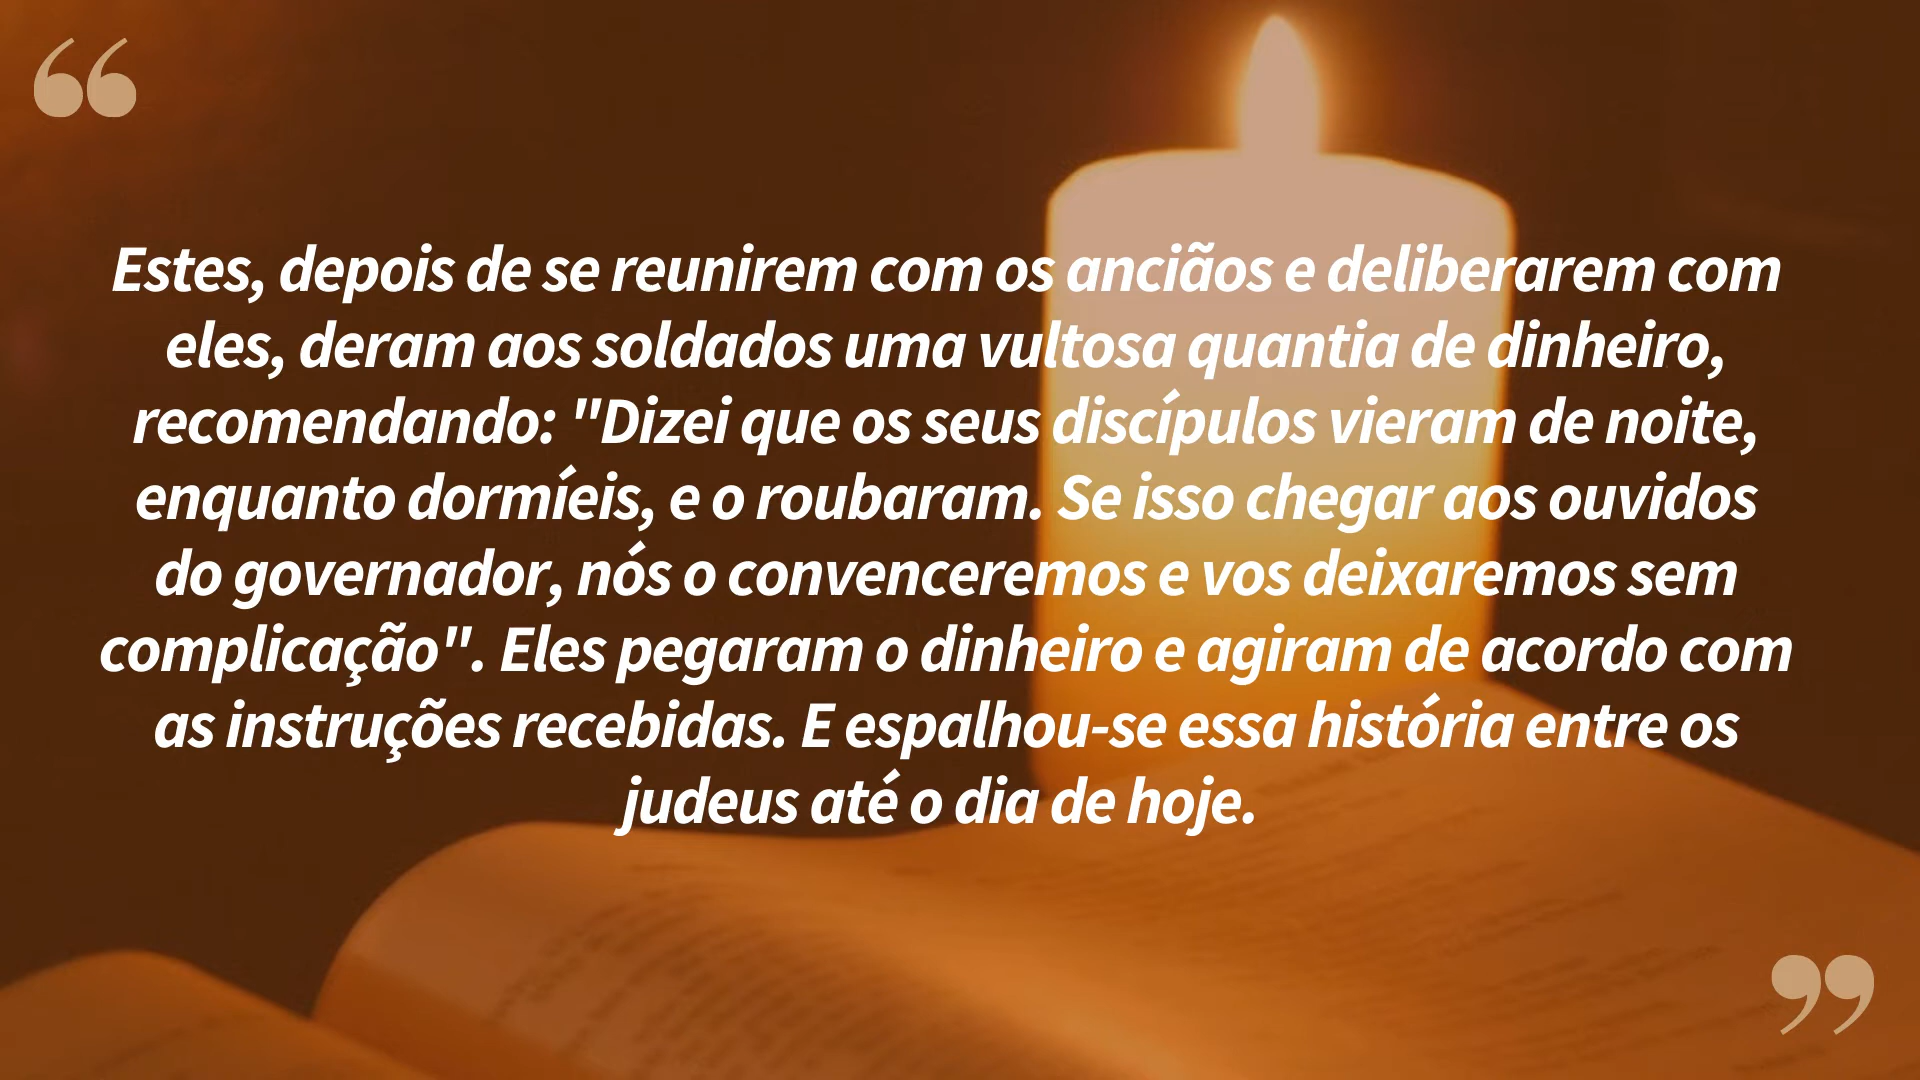 “
Estes, depois de se reunirem com os anciãos e deliberarem com
eles, deram aos soldados uma vultosa quantia de dinheiro,
recomendando: "Dizei que os seus discípulos vieram de noite,
enquanto dormíeis, e o roubaram. Se isso chegar aos ouvidos
do governador, nós o convenceremos e vos deixaremos sem
complicação". Eles pegaram o dinheiro e agiram de acordo com
as instruções recebidas. E espalhou-se essa história entre os
judeus até o dia de hoje.
”